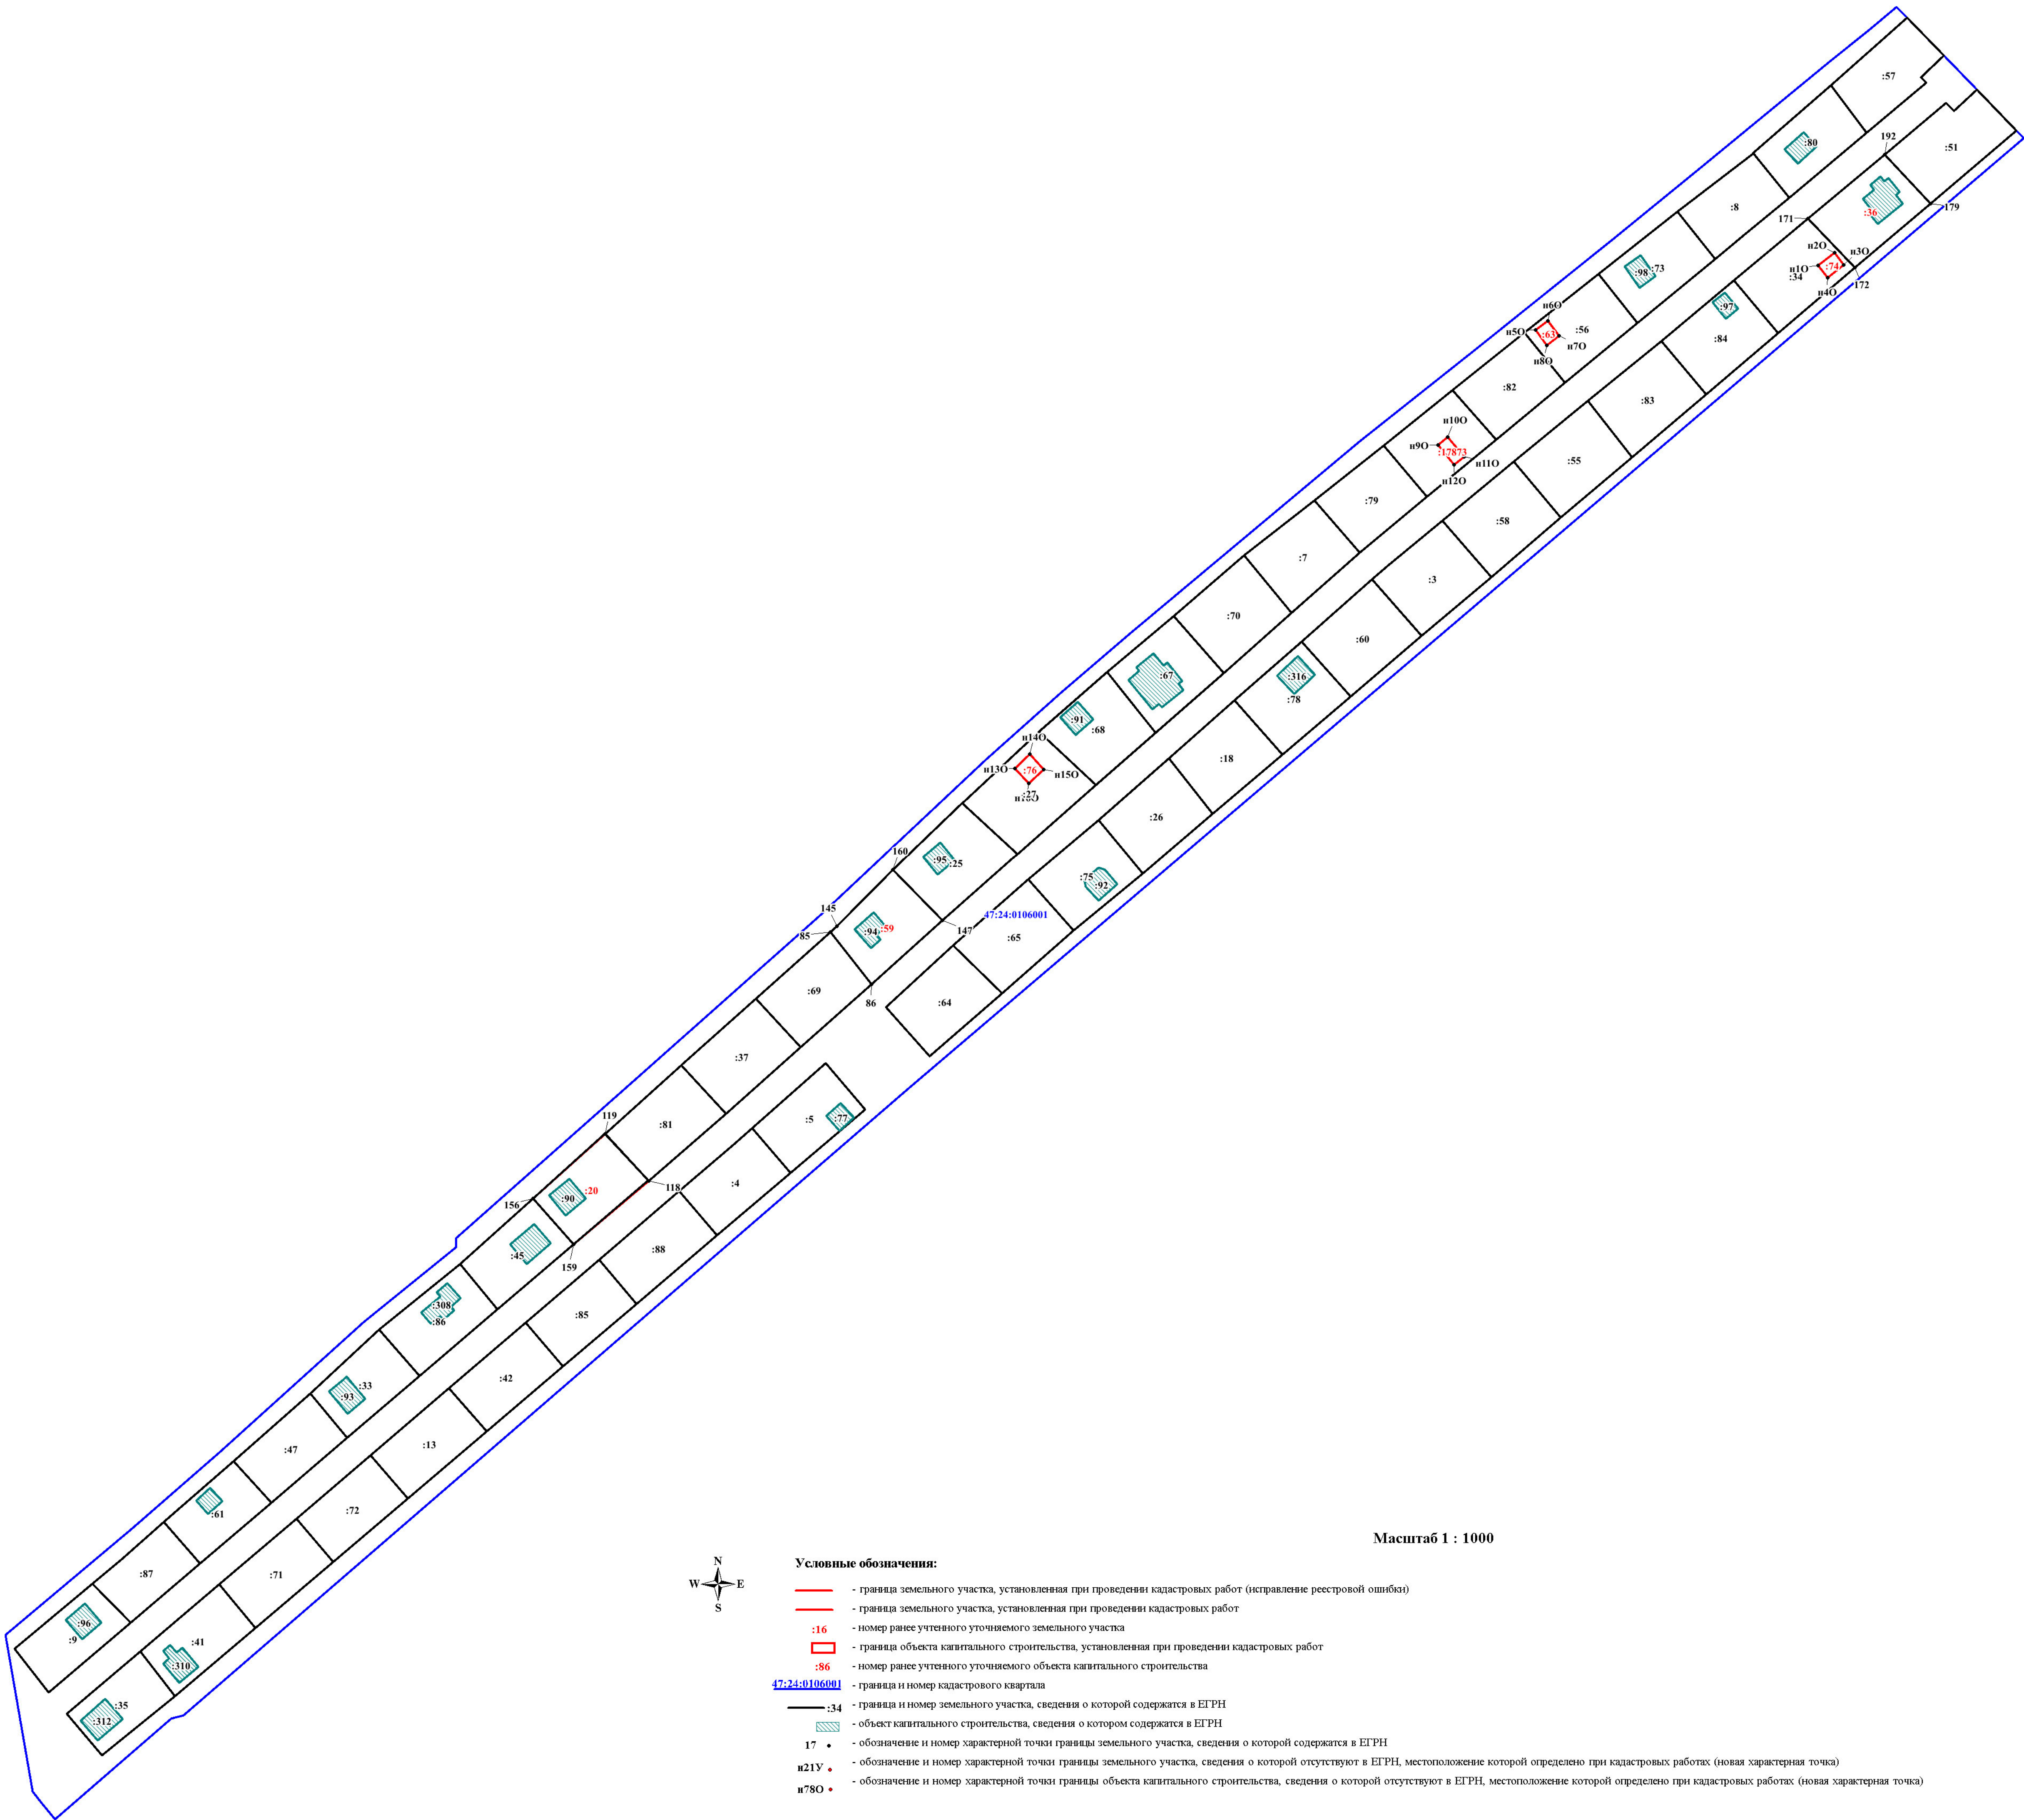 :57
192
:51
:80
:36
179
:8
171
н2О
н3О
:74
н1О
:34
н4О
172
:98
:73
:97
н6О
н5О
:63
:56
н7О
н8О
:84
:82
:83
н10О
н9О
:17873
н11О
н12О
:55
:79
:58
:7
:3
:70
:60
:67
:316
:78
:91
:68
н14О
н13О
:76
н15О
:27
:18
:26
160
:95
:25
:75
:92
145
85
:94
:59
147
47:24:0106001
:65
:69
86
:64
:37
119
:81
:5
:77
:90
:20
118
156
:4
:45
159
:88
:308
:86
:85
:93
:33
:42
:47
:13
:61
:72
:87
:71
:96
:9
:41
:310
:35
:312
Масштаб 1 : 1000
N
W
E
S
Условные обозначения:
- граница земельного участка, установленная при проведении кадастровых работ (исправление реестровой ошибки)
- граница земельного участка, установленная при проведении кадастровых работ
:16 - номер ранее учтенного уточняемого земельного участка
- граница объекта капитального строительства, установленная при проведении кадастровых работ
:86 - номер ранее учтенного уточняемого объекта капитального строительства
47:24:0106001 - граница и номер кадастрового квартала
:34 - граница и номер земельного участка, сведения о которой содержатся в ЕГРН
- объект капитального строительства, сведения о котором содержатся в ЕГРН
17 - обозначение и номер характерной точки границы земельного участка, сведения о которой содержатся в ЕГРН
н21У - обозначение и номер характерной точки границы земельного участка, сведения о которой отсутствуют в ЕГРН, местоположение которой определено при кадастровых работах (новая характерная точка)
н78О - обозначение и номер характерной точки границы объекта капитального строительства, сведения о которой отсутствуют в ЕГРН, местоположение которой определено при кадастровых работах (новая характерная точка)